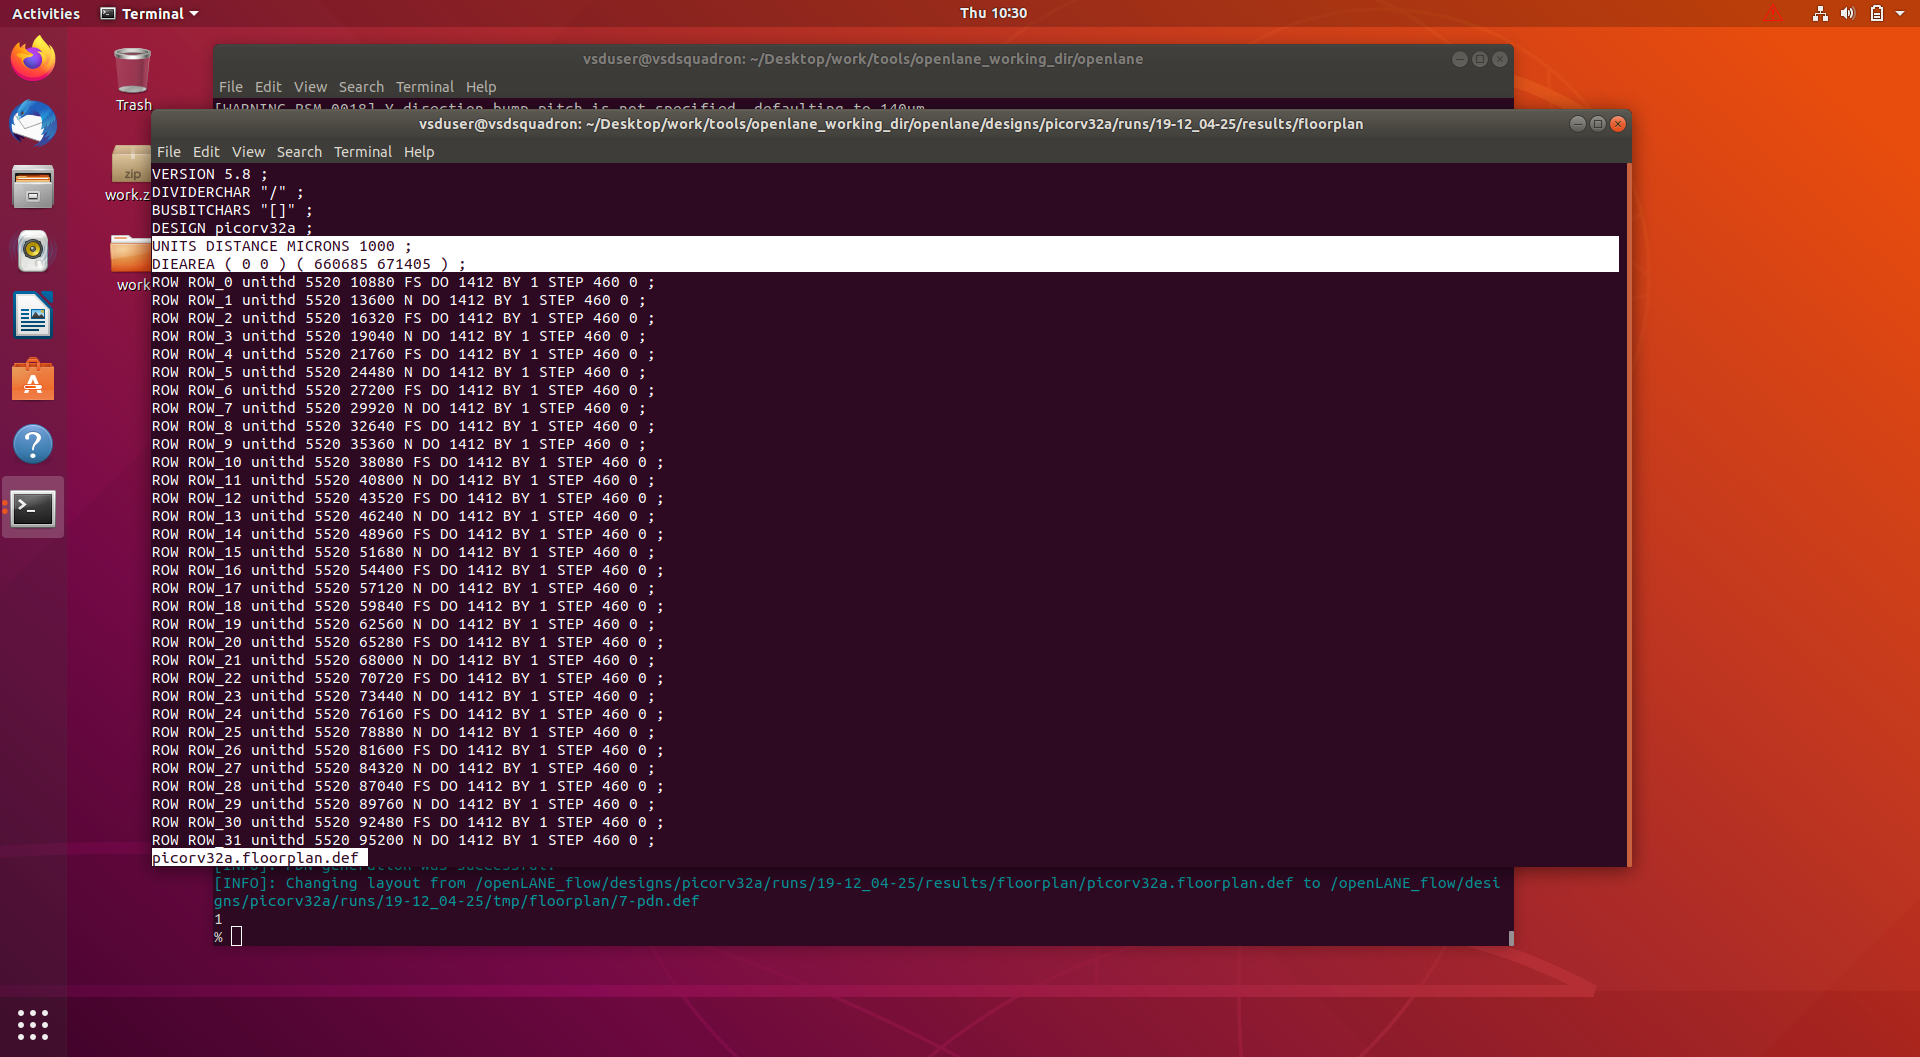 Activities
Terminal
Thu 10:30
Trash
work.z
work
zip
vsduser@vsdsquadron: ~/Desktop/work/tools/openlane_working_dir/openlane
File Edit View Search Terminal Help
[WARNING PSM-0018] Y direction bump pitch is not specified, defaulting to 140um.
vsduser@vsdsquadron: ~/Desktop/work/tools/openlane_working_dir/openlane/designs/picorv32a/runs/19-12_04-25/results/floorplan
File Edit View Search Terminal Help
VERSION 5.8 ;
DIVIDERCHAR "/" ;
BUSBITCHARS "[]" ;
DESIGN picorv32a ;
UNITS DISTANCE MICRONS 1000 ;
DIEAREA ( 0 0 ) ( 660685 671405 ) ;
ROW ROW_0 unithd 5520 10880 FS DO 1412 BY 1 STEP 460 0 ;
ROW ROW_1 unithd 5520 13600 N DO 1412 BY 1 STEP 460 0 ;
ROW ROW_2 unithd 5520 16320 FS DO 1412 BY 1 STEP 460 0 ;
ROW ROW_3 unithd 5520 19040 N DO 1412 BY 1 STEP 460 0 ;
ROW ROW_4 unithd 5520 21760 FS DO 1412 BY 1 STEP 460 0 ;
ROW ROW_5 unithd 5520 24480 N DO 1412 BY 1 STEP 460 0 ;
ROW ROW_6 unithd 5520 27200 FS DO 1412 BY 1 STEP 460 0 ;
ROW ROW_7 unithd 5520 29920 N DO 1412 BY 1 STEP 460 0 ;
ROW ROW_8 unithd 5520 32640 FS DO 1412 BY 1 STEP 460 0 ;
ROW ROW_9 unithd 5520 35360 N DO 1412 BY 1 STEP 460 0 ;
ROW ROW_10 unithd 5520 38080 FS DO 1412 BY 1 STEP 460 0 ;
ROW ROW_11 unithd 5520 40800 N DO 1412 BY 1 STEP 460 0 ;
ROW ROW_12 unithd 5520 43520 FS DO 1412 BY 1 STEP 460 0 ;
ROW ROW_13 unithd 5520 46240 N DO 1412 BY 1 STEP 460 0 ;
ROW ROW_14 unithd 5520 48960 FS DO 1412 BY 1 STEP 460 0 ;
ROW ROW_15 unithd 5520 51680 N DO 1412 BY 1 STEP 460 0 ;
ROW ROW_16 unithd 5520 54400 FS DO 1412 BY 1 STEP 460 0 ;
ROW ROW_17 unithd 5520 57120 N DO 1412 BY 1 STEP 460 0 ;
ROW ROW_18 unithd 5520 59840 FS DO 1412 BY 1 STEP 460 0 ;
ROW ROW_19 unithd 5520 62560 N DO 1412 BY 1 STEP 460 0 ;
ROW ROW_20 unithd 5520 65280 FS DO 1412 BY 1 STEP 460 0 ;
ROW ROW_21 unithd 5520 68000 N DO 1412 BY 1 STEP 460 0 ;
ROW ROW_22 unithd 5520 70720 FS DO 1412 BY 1 STEP 460 0 ;
ROW ROW_23 unithd 5520 73440 N DO 1412 BY 1 STEP 460 0 ;
ROW ROW_24 unithd 5520 76160 FS DO 1412 BY 1 STEP 460 0 ;
ROW ROW_25 unithd 5520 78880 N DO 1412 BY 1 STEP 460 0 ;
ROW ROW_26 unithd 5520 81600 FS DO 1412 BY 1 STEP 460 0 ;
ROW ROW_27 unithd 5520 84320 N DO 1412 BY 1 STEP 460 0 ;
ROW ROW_28 unithd 5520 87040 FS DO 1412 BY 1 STEP 460 0 ;
ROW ROW_29 unithd 5520 89760 N DO 1412 BY 1 STEP 460 0 ;
ROW ROW_30 unithd 5520 92480 FS DO 1412 BY 1 STEP 460 0 ;
ROW ROW_31 unithd 5520 95200 N DO 1412 BY 1 STEP 460 0 ;
picorv32a.floorplan.def
[INFO]: PDN generation was successful.
[INFO]: Changing layout from /openLANE_flow/designs/picorv32a/runs/19-12_04-25/results/floorplan/picorv32a.floorplan.def to /openLANE_flow/desi
gns/picorv32a/runs/19-12_04-25/tmp/floorplan/7-pdn.def
1
%